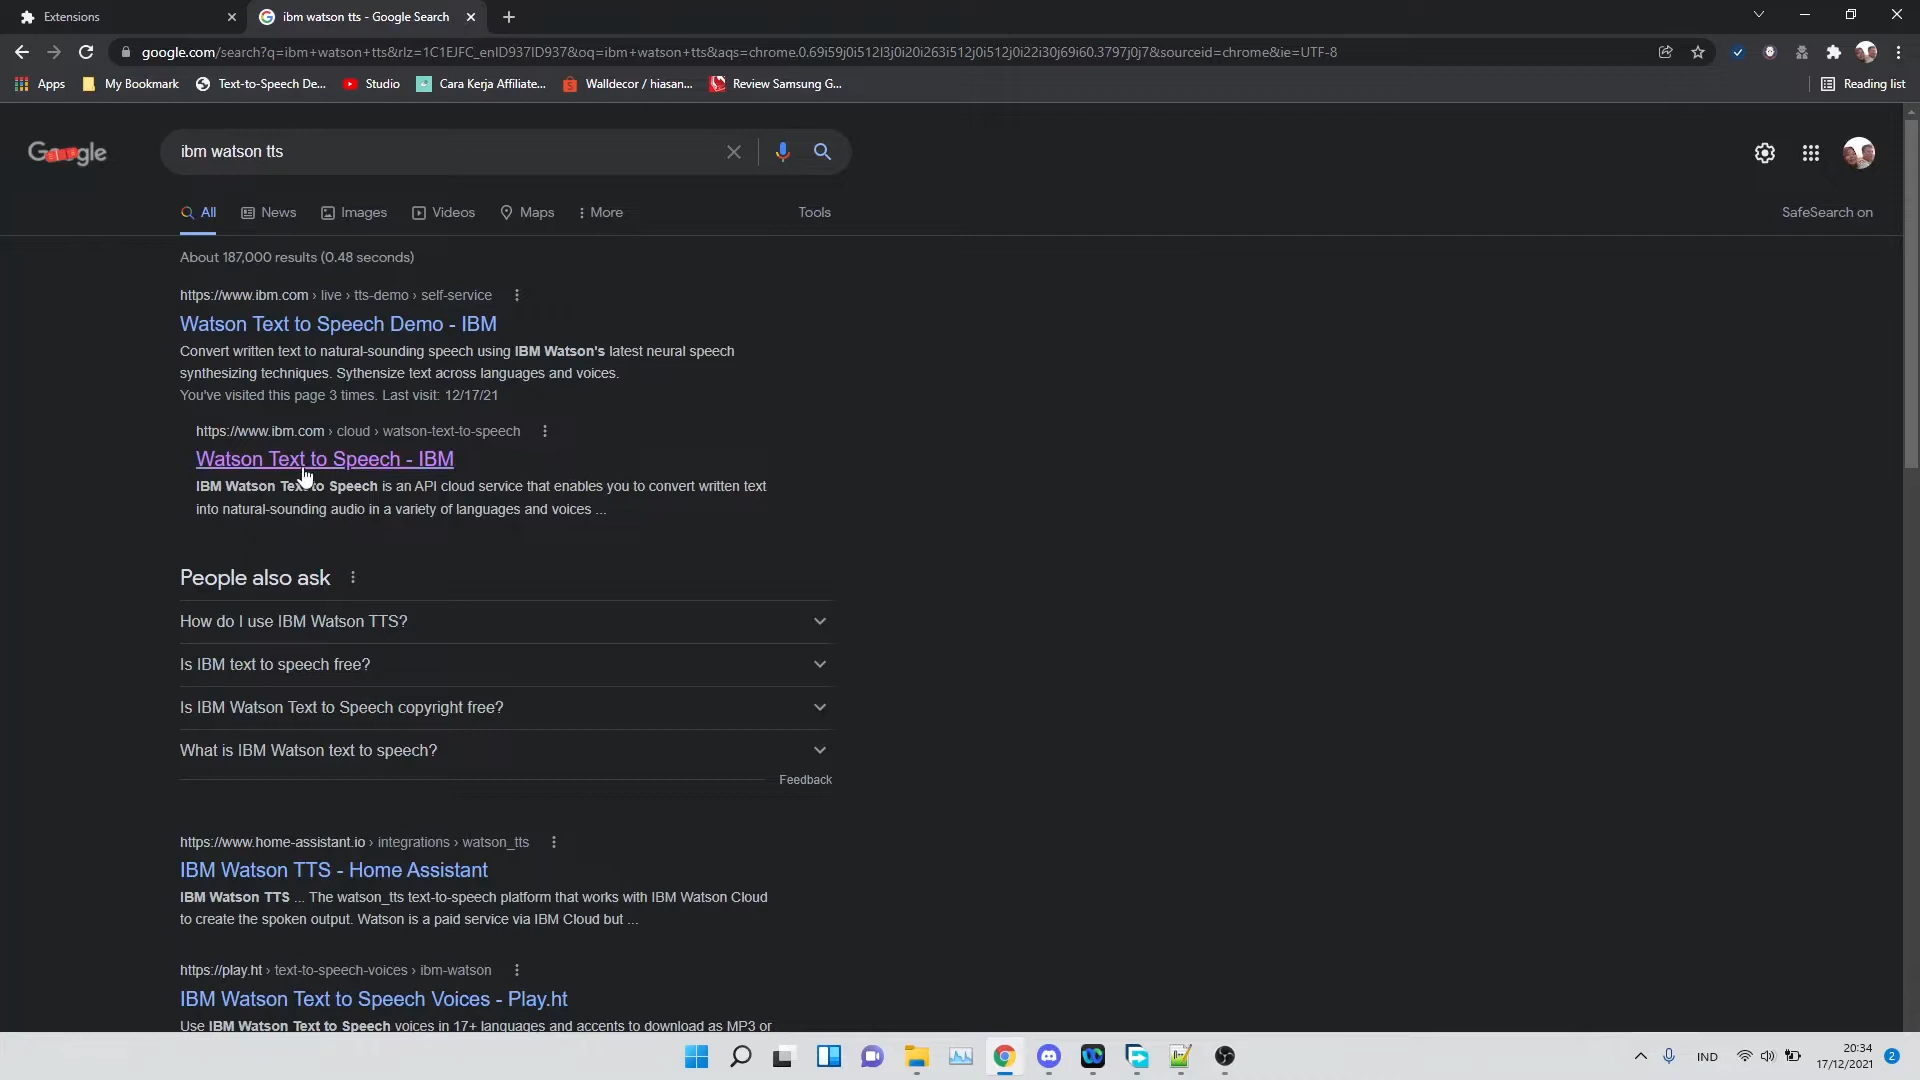 Extensions
ibm watson tts - Google Search
google.com/search?q=ibm+watson+tts&rlz=1C1EJFC_enID937ID937&oq=ibm+watson+tts&aqs=chrome.0.69i59j0i512l3j0i20i263i512j0i512j0i22i30j69i60.3797j0j7&sourceid=chrome&ie=UTF-8
Apps
My Bookmark
Text-to-Speech De...
Studio
Cara Kerja Affiliate...
Walldecor / hiasan...
Review Samsung G...
Reading list
Google
ibm watson tts
All
News
Images
Videos
Maps
More
Tools
SafeSearch on
About 187,000 results (0.48 seconds)
https://www.ibm.com › live › tts-demo › self-service
Watson Text to Speech Demo - IBM
Convert written text to natural-sounding speech using IBM Watson's latest neural speech
synthesizing techniques. Sythensize text across languages and voices.
You've visited this page 3 times. Last visit: 12/17/21
https://www.ibm.com › cloud › watson-text-to-speech
Watson Text to Speech - IBM
IBM Watson Text to Speech is an API cloud service that enables you to convert written text
into natural-sounding audio in a variety of languages and voices ...
People also ask
How do I use IBM Watson TTS?
Is IBM text to speech free?
Is IBM Watson Text to Speech copyright free?
What is IBM Watson text to speech?
Feedback
https://www.home-assistant.io › integrations › watson_tts
IBM Watson TTS - Home Assistant
IBM Watson TTS ... The watson_tts text-to-speech platform that works with IBM Watson Cloud
to create the spoken output. Watson is a paid service via IBM Cloud but ...
https://play.ht › text-to-speech-voices › ibm-watson
IBM Watson Text to Speech Voices - Play.ht
Use IBM Watson Text to Speech voices in 17+ languages and accents to download as MP3 or
IND
20:34
17/12/2021
2